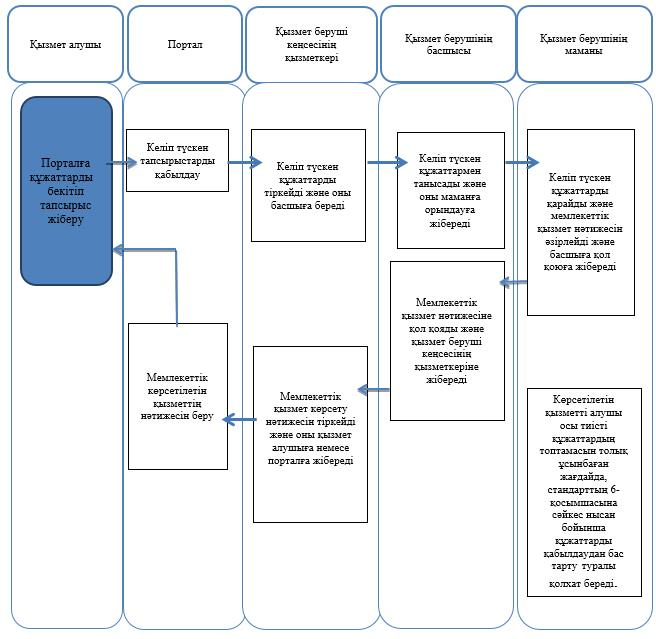 Қызмет алушы
Портал
Қызмет беруші
кеңсесінің
қызметкері
Қызмет берушінің
басшысы
Қызмет берушінің
маманы
Порталға
құжаттарды
бекітіп
тапсырыс
жіберу
Келіп түскен
тапсырыстарды
қабылдау
Келіп түскен
құжаттарды
тіркейді және оны
басшыға береді
Келіп түскен
құжаттармен
танысады және
оны маманға
орындауға
жібереді
Келіп түскен
құжаттарды
қарайды және
мемлекеттік
қызмет нәтижесін
әзірлейді және
басшыға қол
қоюға жібереді
Мемлекеттік
қызмет нәтижесіне
қол қояды және
қызмет беруші
кеңсесінің
қызметкеріне
жібереді
Мемлекеттік
қызмет көрсету
нәтижесін тіркейді
және оны қызмет
алушыға немесе
порталға жібереді
Мемлекеттік
көрсетілетін
қызметтің
нәтижесін беру
Көрсетілетін
қызметті алушы
осы тиісті
құжаттардың
топтамасын толық
ұсынбаған
жағдайда,
стандарттың 6-
қосымшасына
сәйкес нысан
бойынша
құжаттарды
қабылдаудан бас
тарту туралы
қолхат береді.